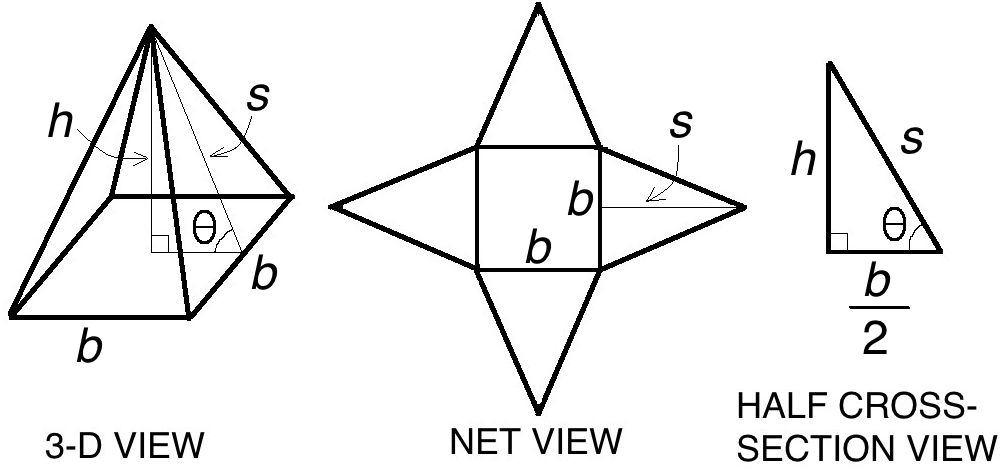 h
s
θ
b
b
3-D VIEW
s
b
b
NET VIEW
h
s
θ
b
2
HALF CROSS-
SECTION VIEW